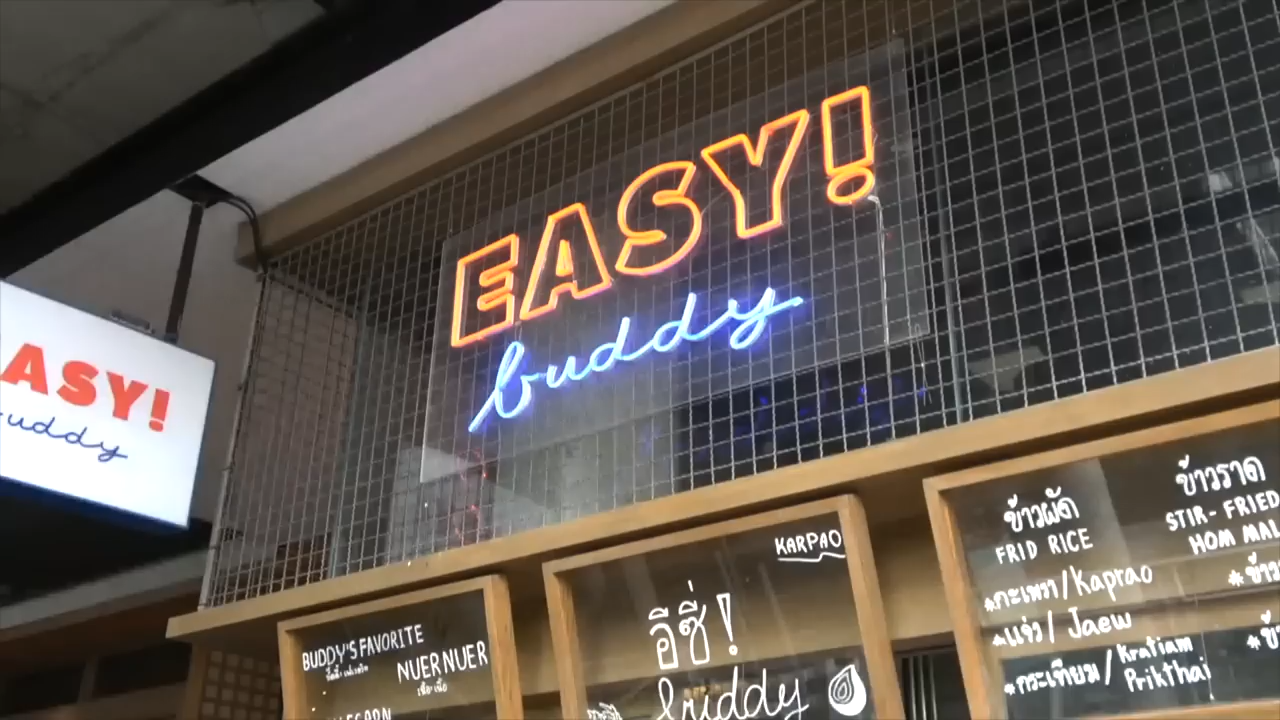 EASY!
buddy
ASY!
uddy
BUDDY'S FAVORITE
NUER NUER
KARPAO
อีซี่!
buddy
ข้าวผัด
FRID RICE
*กะเพรา/Kaprao
*แจ่ว/Jaew
*กระเทียม/Kratiam
PrikThai
ข้าวราด
STIR-FRIED
HOM MAL